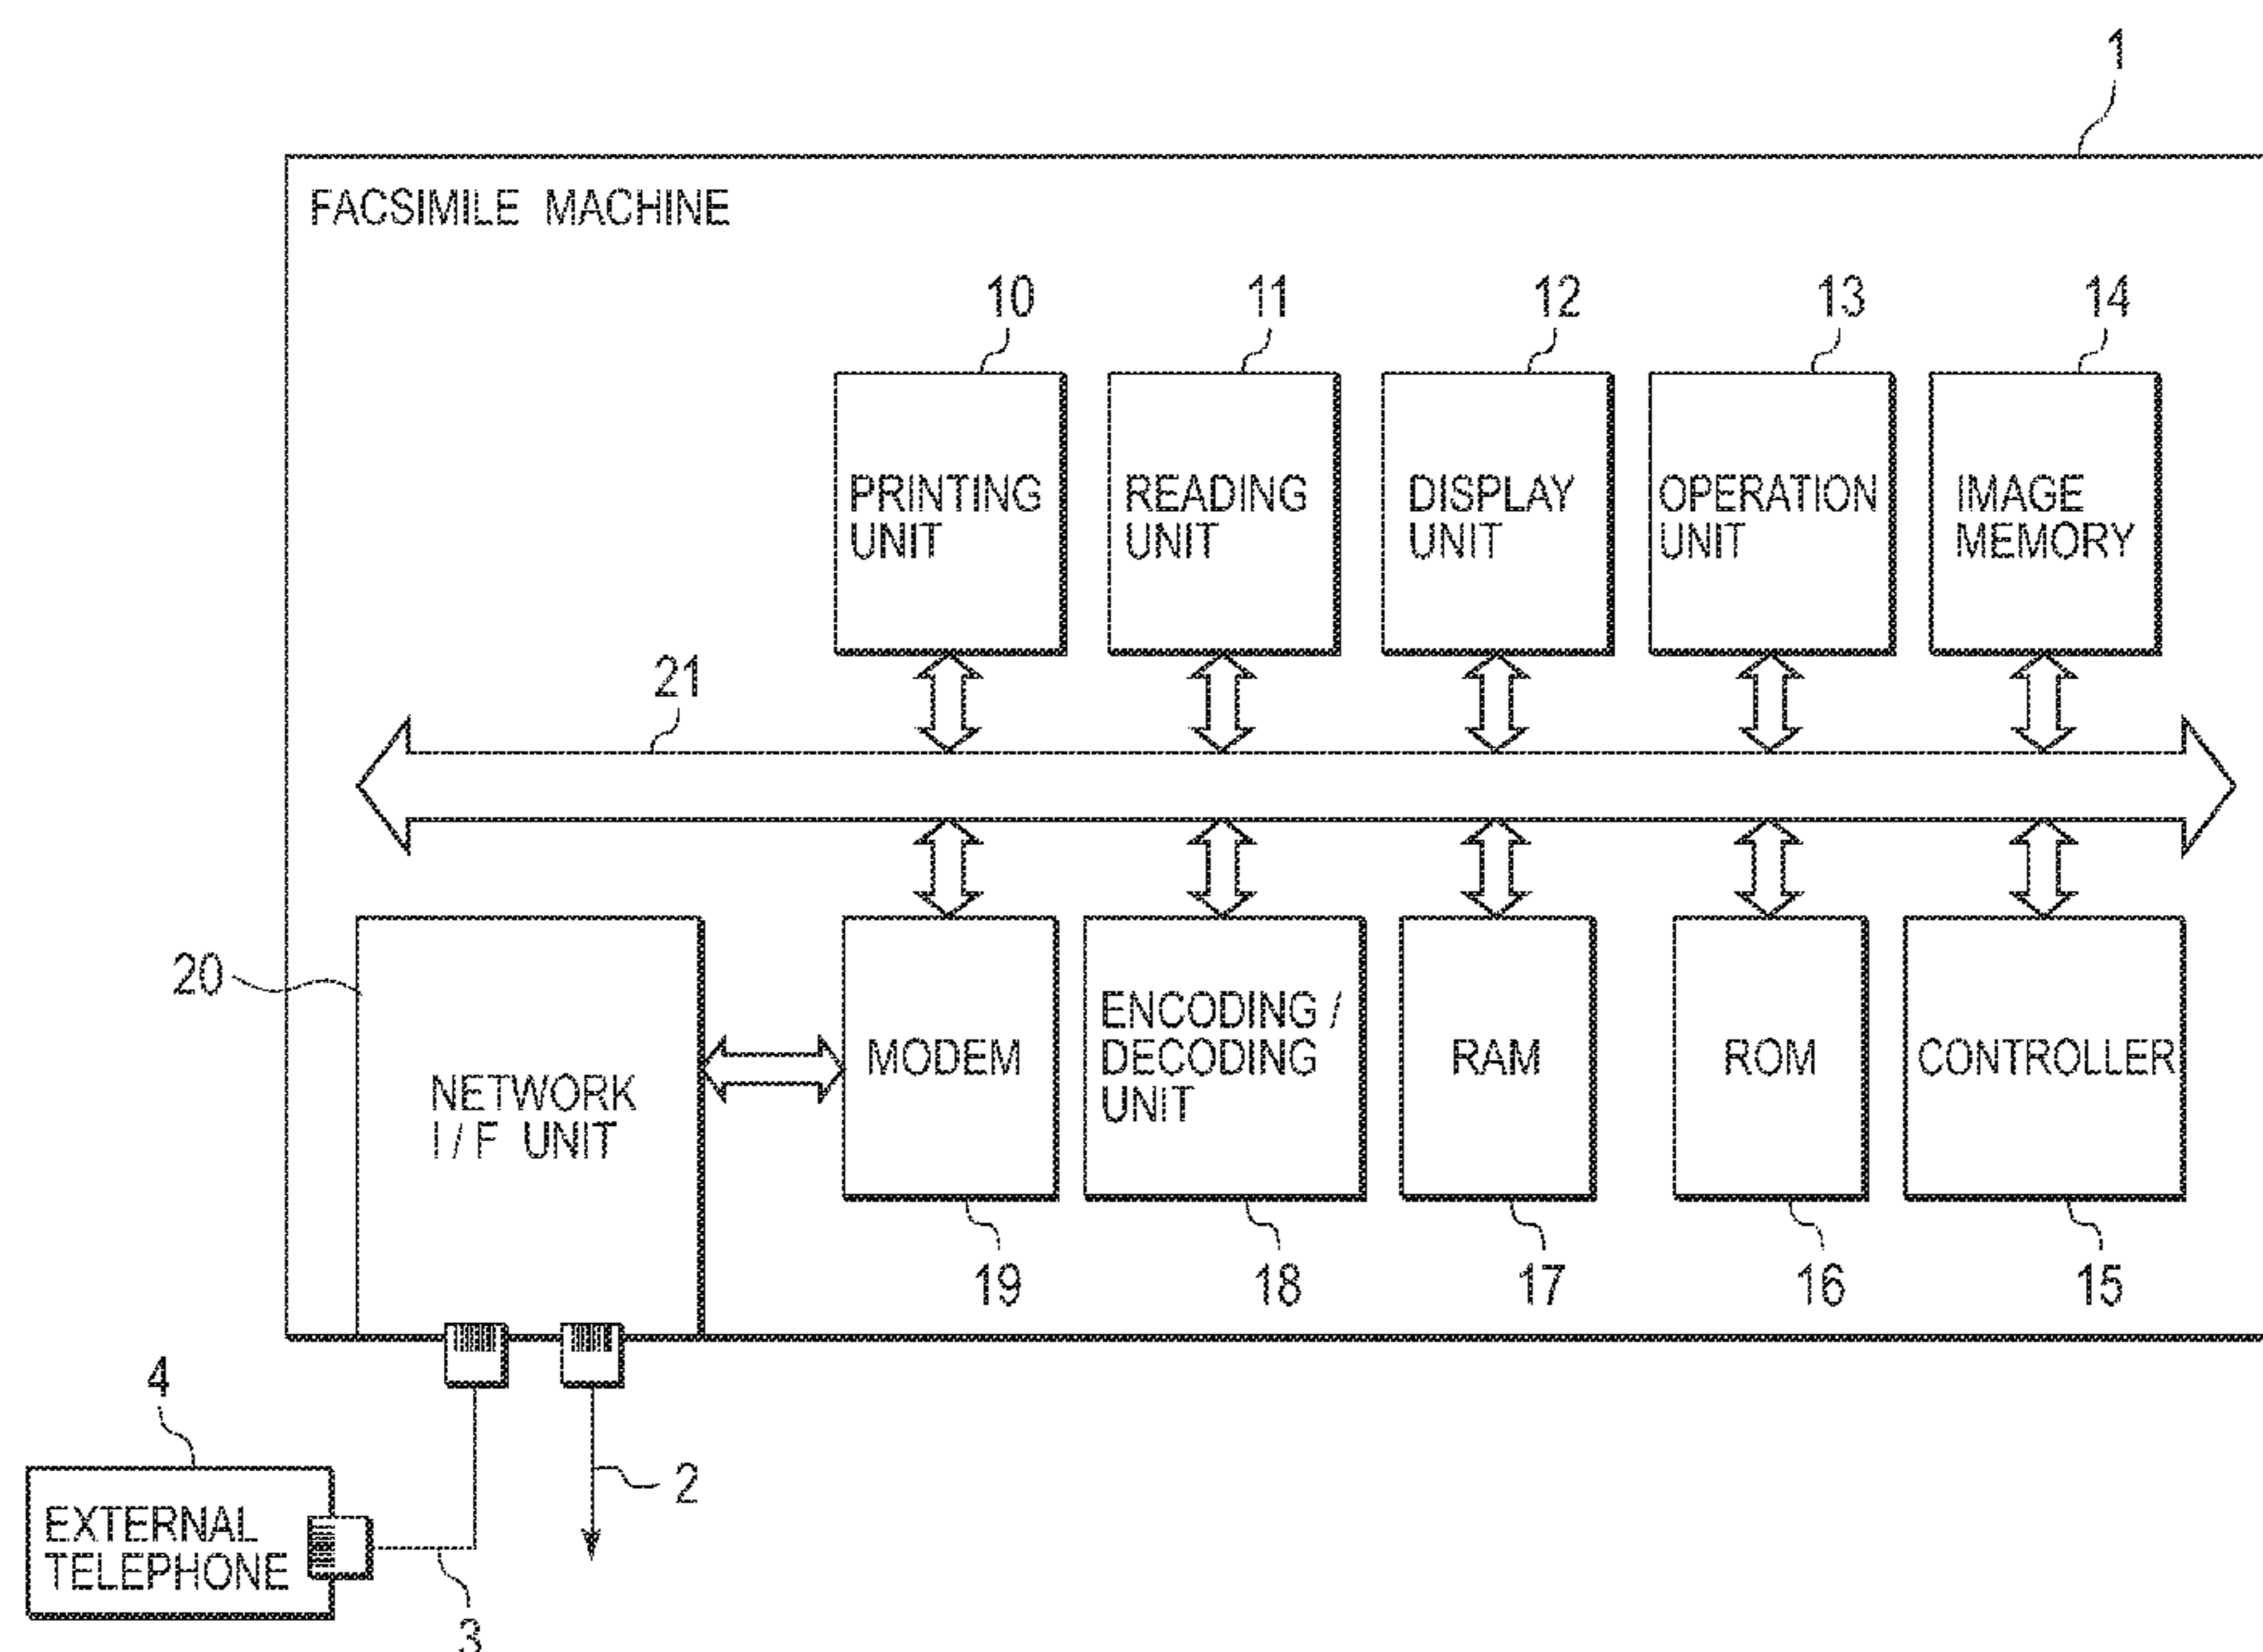 1
FACSIMILE MACHINE
10
11
12
13
14
PRINTING
UNIT
READING
UNIT
DISPLAY
UNIT
OPERATION
UNIT
IMAGE
MEMORY
21
20
NETWORK
I/F UNIT
MODEM
ENCODING /
DECODING
UNIT
RAM
ROM
CONTROLLER
19
18
17
16
15
4
2
EXTERNAL
TELEPHONE
3